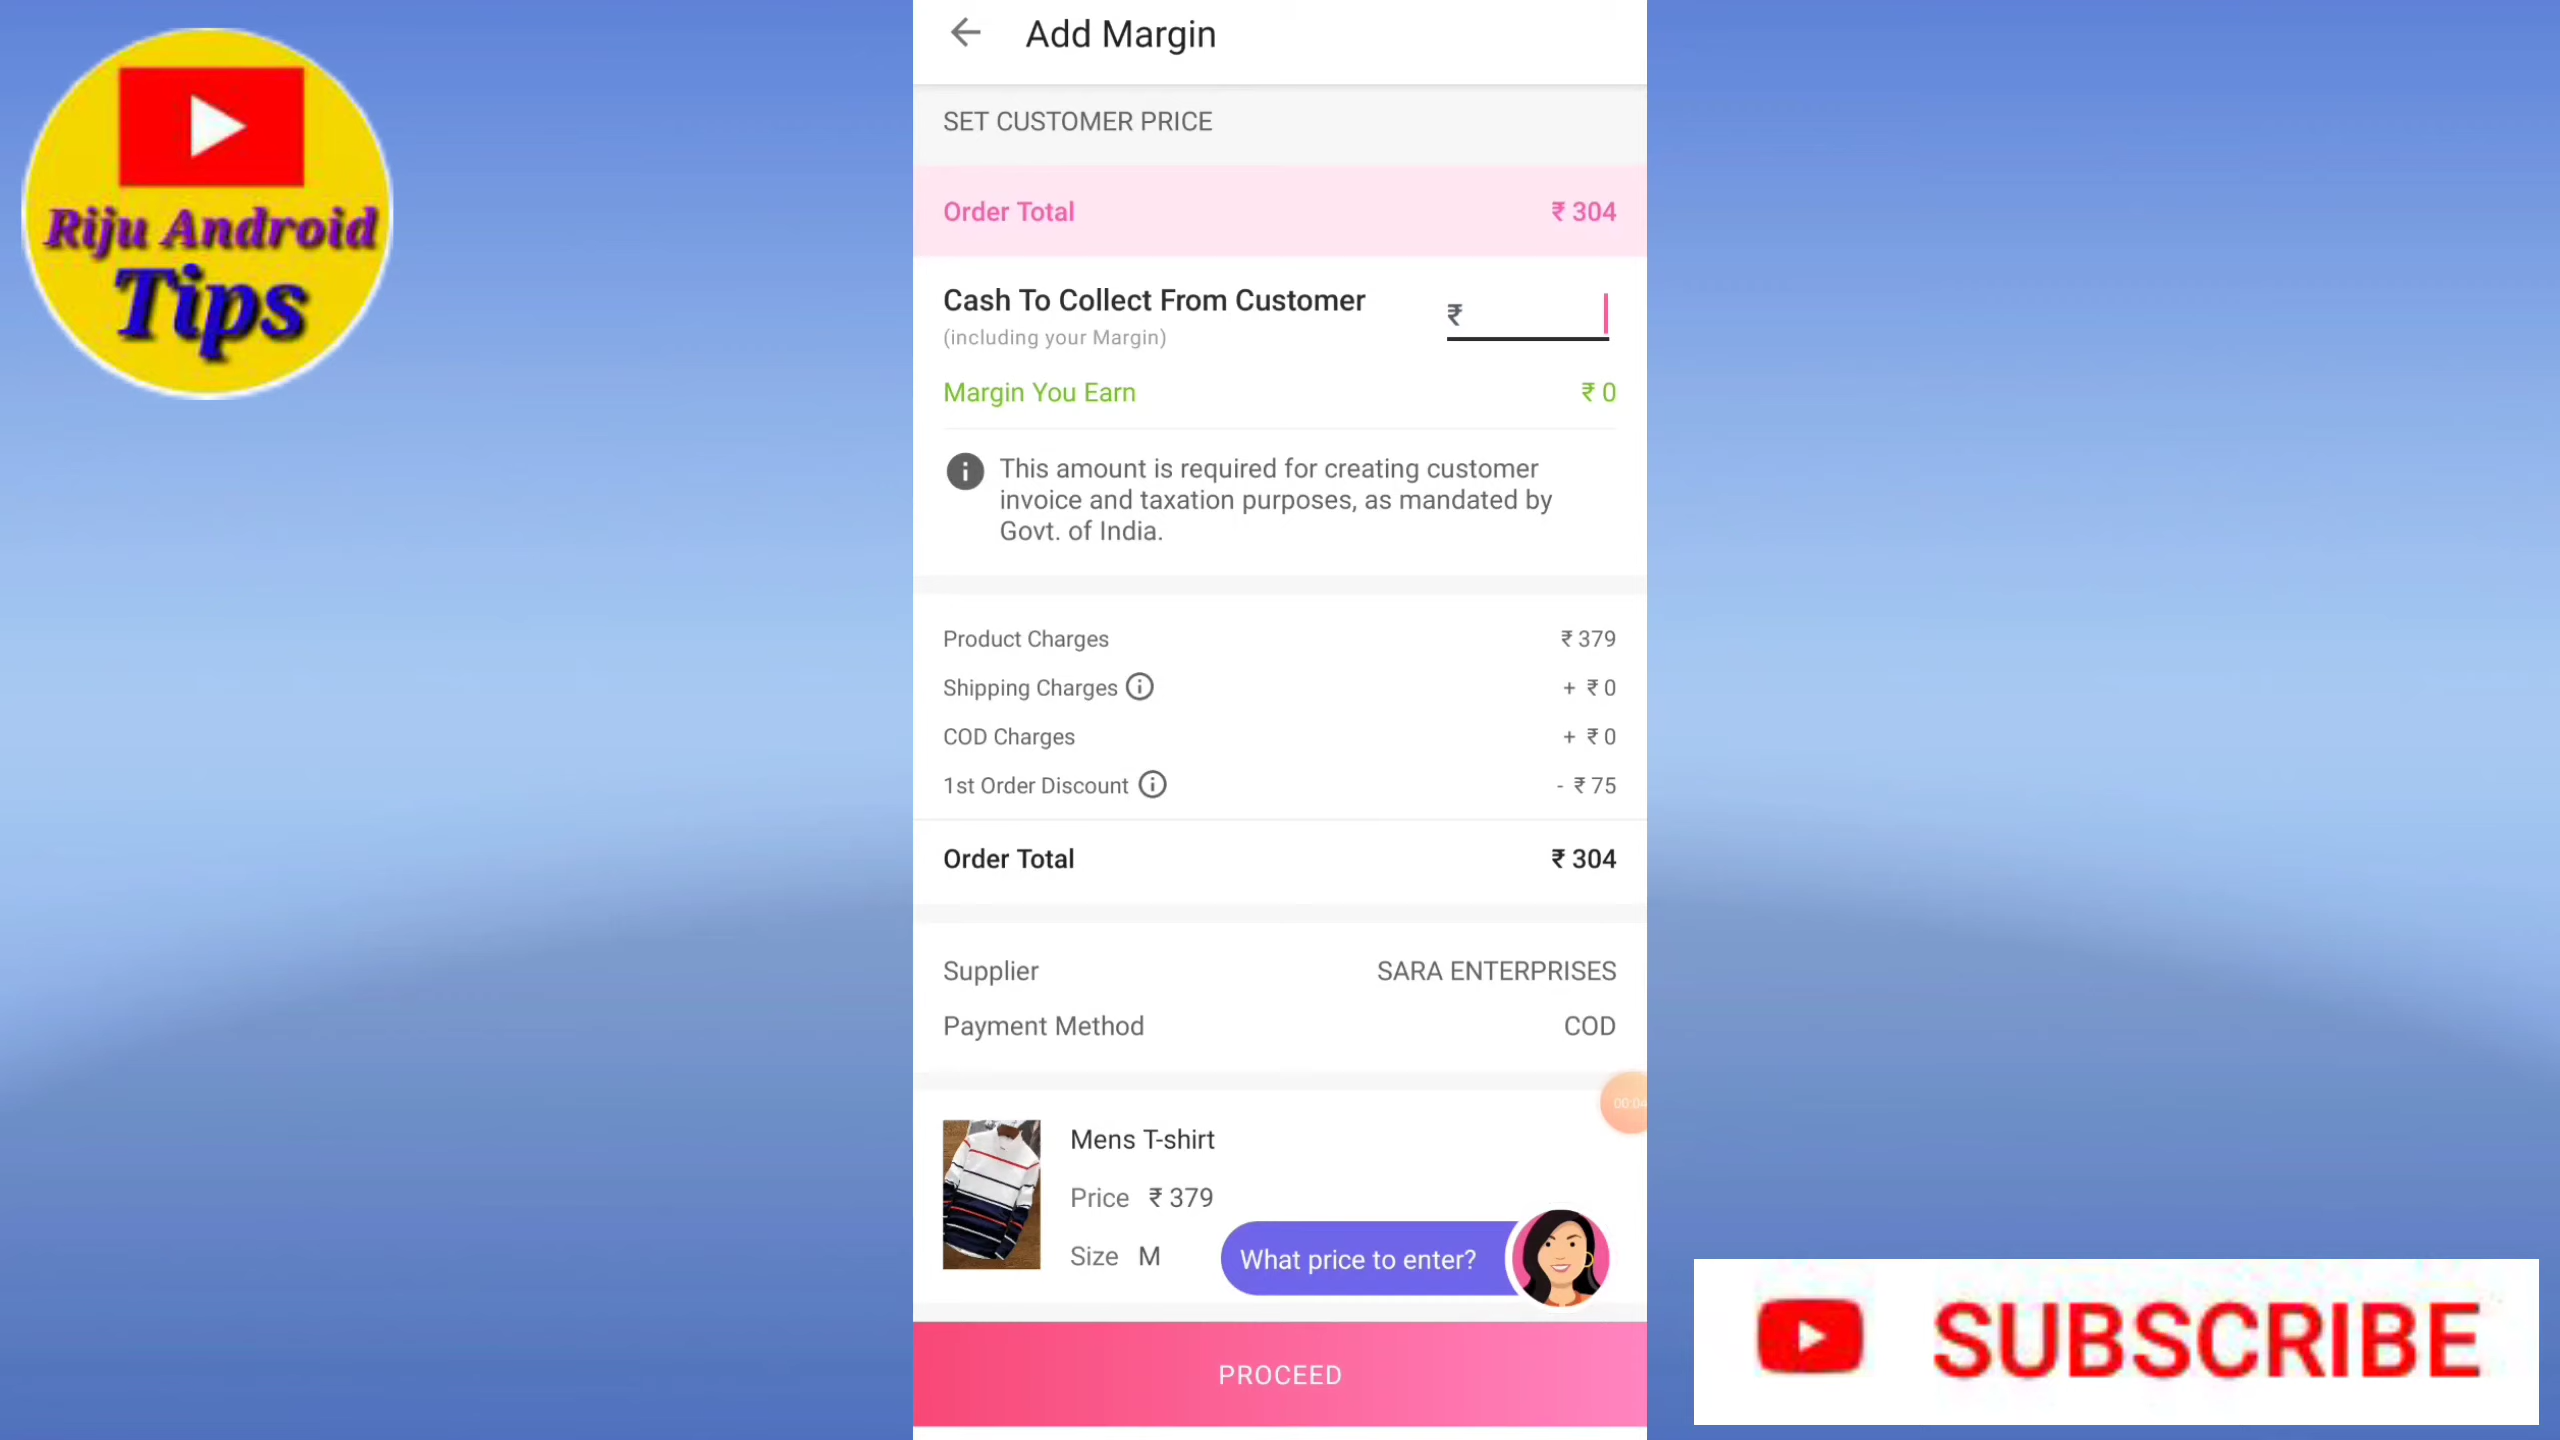 Riju Android
Tips
Add Margin
SET CUSTOMER PRICE
Order Total ₹ 304
Cash To Collect From Customer ₹
(including your Margin)
Margin You Earn ₹ 0
This amount is required for creating customer
invoice and taxation purposes, as mandated by
Govt. of India.
Product Charges ₹ 379
Shipping Charges + ₹ 0
COD Charges + ₹ 0
1st Order Discount - ₹ 75
Order Total ₹ 304
Supplier SARA ENTERPRISES
Payment Method COD
00:04
Mens T-shirt
Price ₹ 379
Size M
What price to enter?
PROCEED
SUBSCRIBE